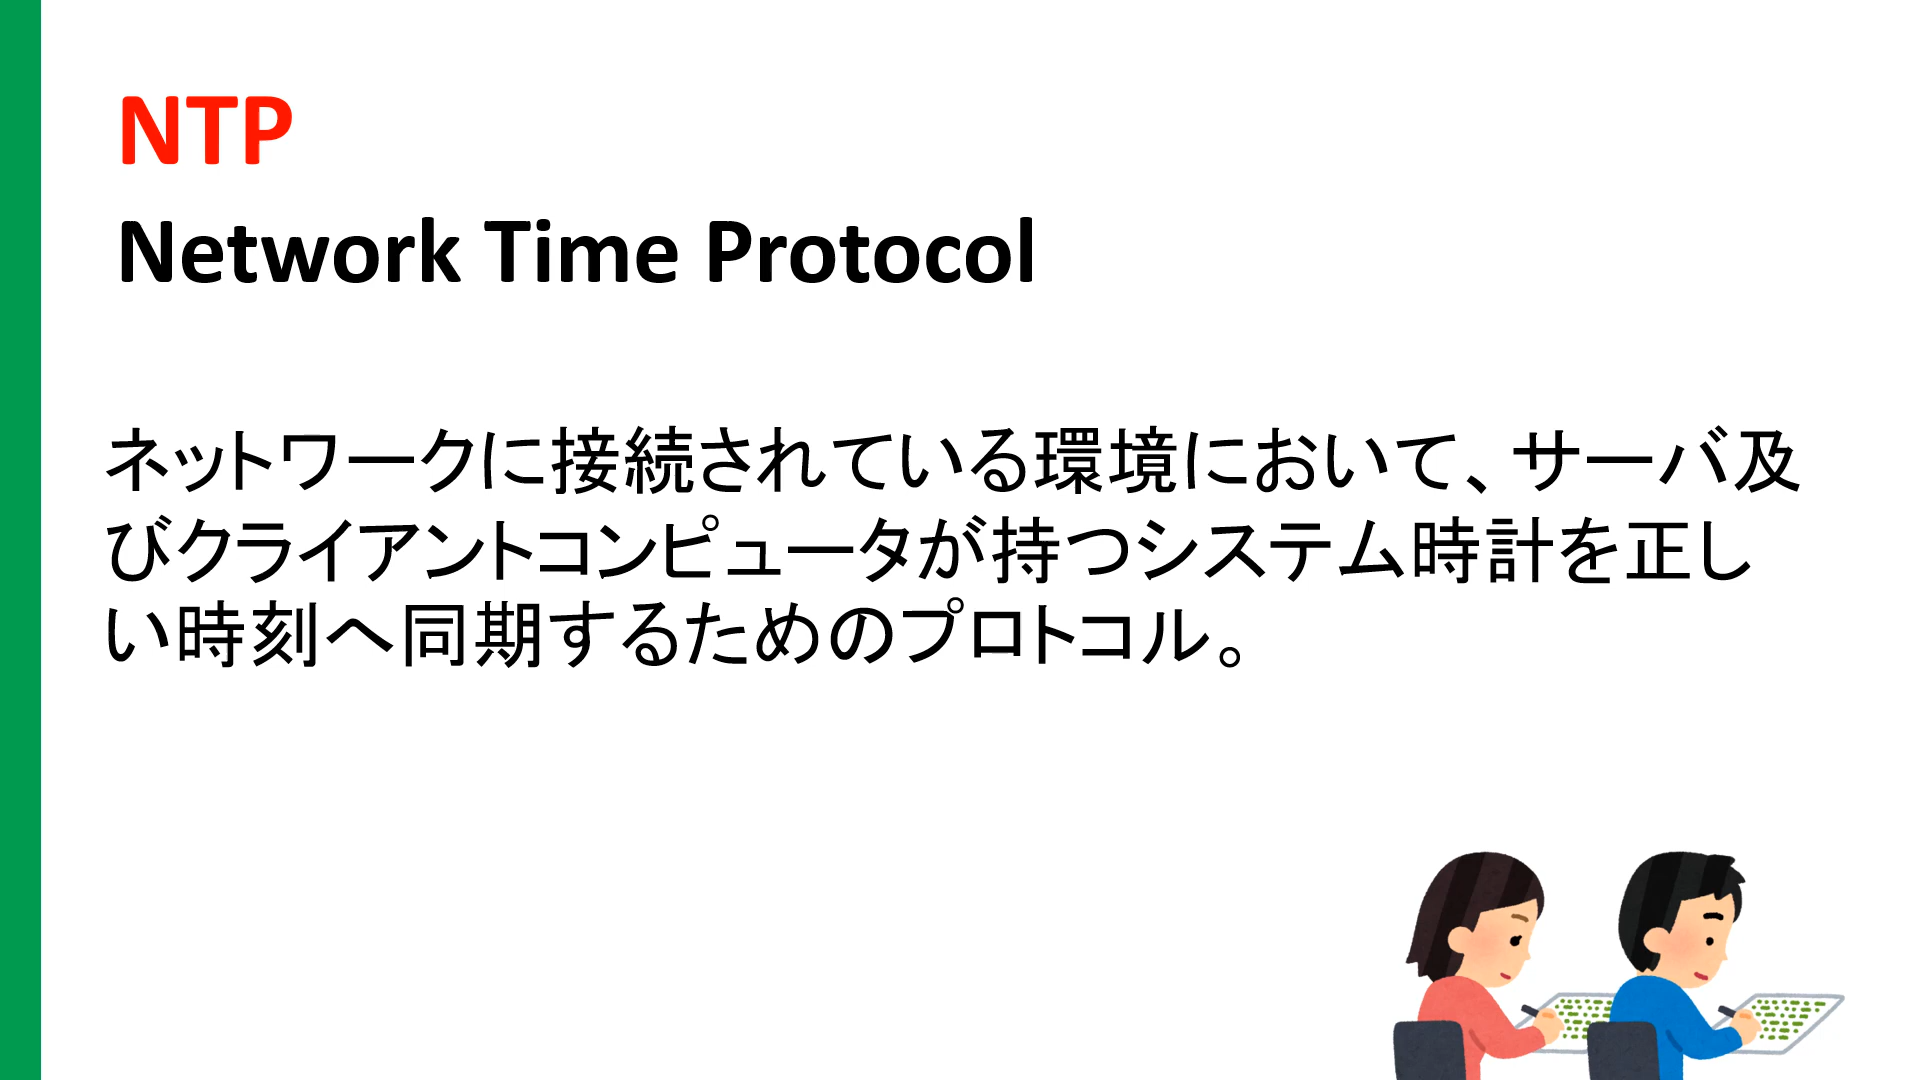 NTP
Network Time Protocol
ネットワークに接続されている環境において、サーバ及
びクライアントコンピュータが持つシステム時計を正し
い時刻へ同期するためのプロトコル。